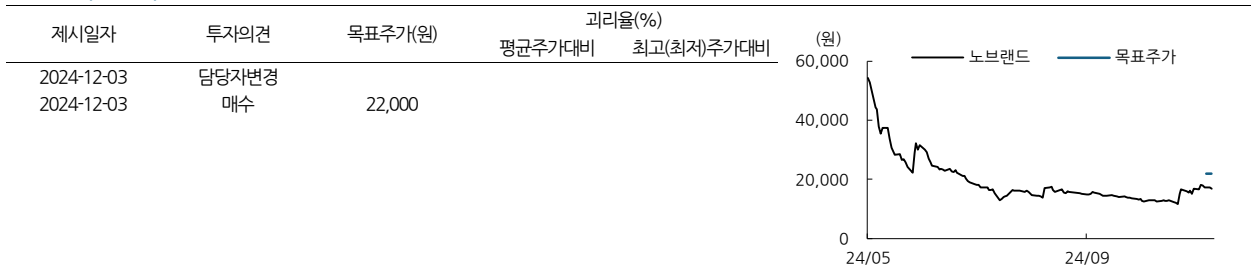 제시일자 투자의견 목표주가(원) 괴리율(%)
평균주가대비 최고(최저)주가대비
2024-12-03 담당자변경
2024-12-03 매수 22,000
(원)
노브랜드 목표주가
60,000
40,000
20,000
0
24/05 24/09